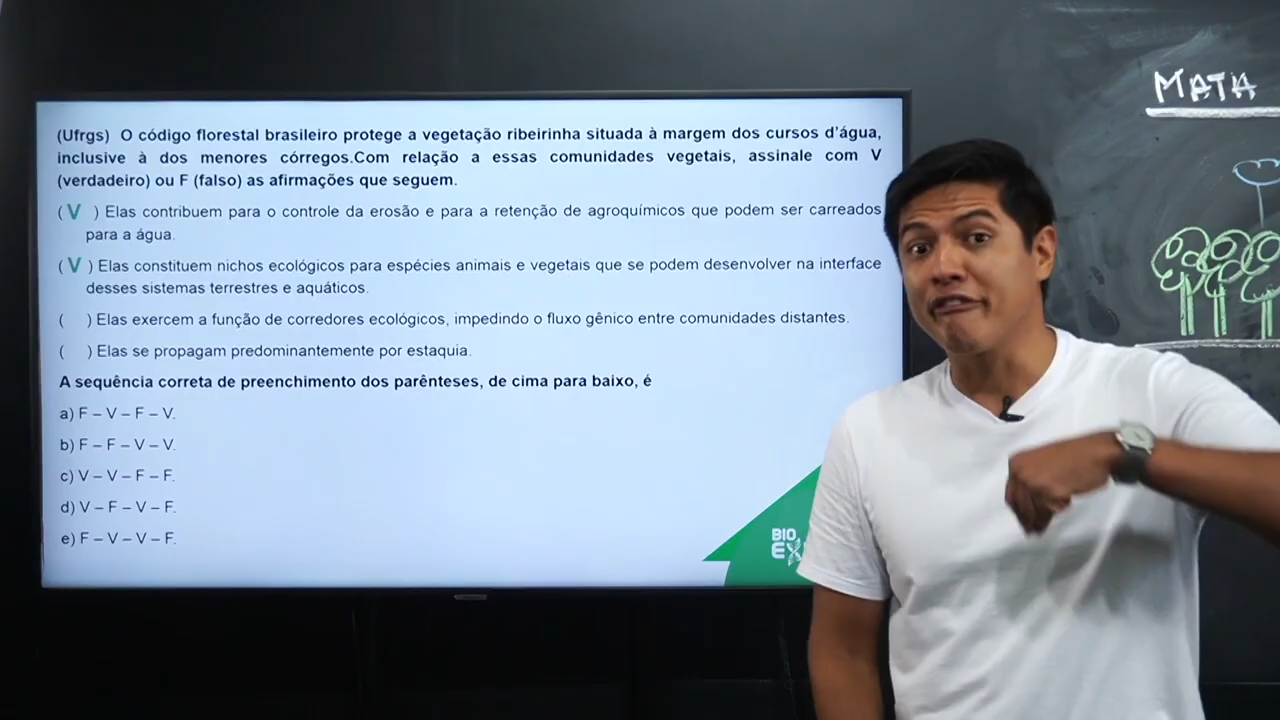 MATA
(Ufrgs) O código florestal brasileiro protege a vegetação ribeirinha situada à margem dos cursos d'água,
inclusive à dos menores córregos.Com relação a essas comunidades vegetais, assinale com V
(verdadeiro) ou F (falso) as afirmações que seguem.
( V ) Elas contribuem para o controle da erosão e para a retenção de agroquímicos que podem ser carreados
para a água.
( V ) Elas constituem nichos ecológicos para espécies animais e vegetais que se podem desenvolver na interface
desses sistemas terrestres e aquáticos.
( ) Elas exercem a função de corredores ecológicos, impedindo o fluxo gênico entre comunidades distantes.
( ) Elas se propagam predominantemente por estaquia.
A sequência correta de preenchimento dos parênteses, de cima para baixo, é
a) F – V – F – V.
b) F – F – V – V.
c) V – V – F – F.
d) V – F – V – F.
e) F – V – V – F.
BIO